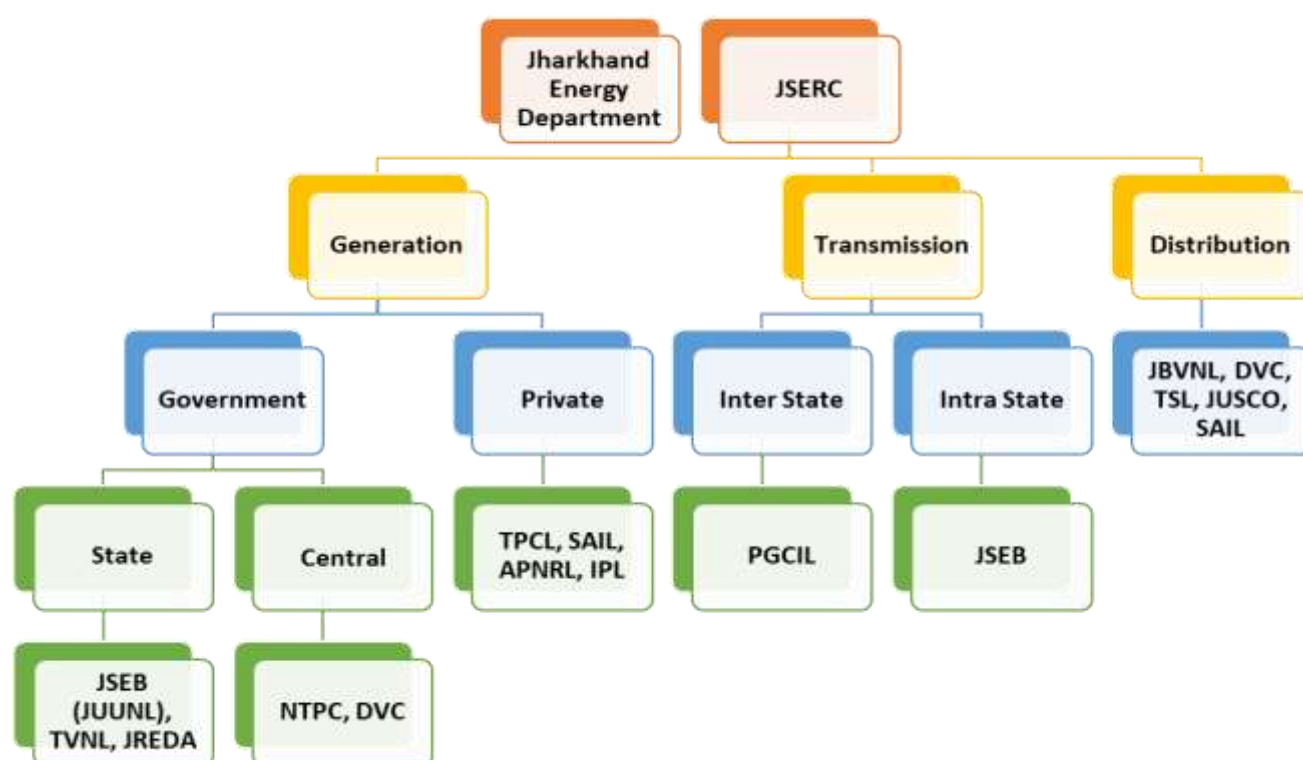 Jharkhand
Energy
Department
JSERC
Generation
Transmission
Distribution
Government
Private
Inter State
Intra State
JBVNL, DVC,
TSL, JUSCO,
SAIL
State
Central
TPCL, SAIL,
APNRL, IPL
PGCIL
JSEB
JSEB
(JUUNL),
TVNL, JREDA
NTPC, DVC